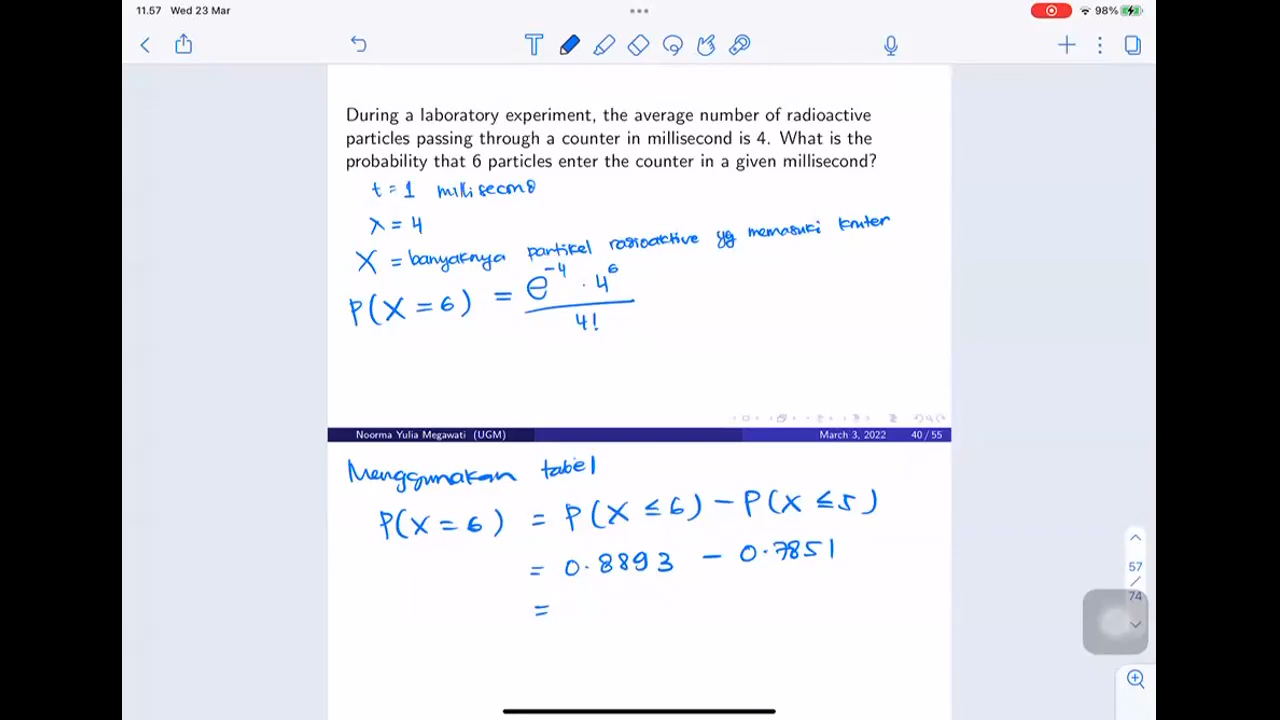 11.57 Wed 23 Mar
98%
During a laboratory experiment, the average number of radioactive
particles passing through a counter in millisecond is 4. What is the
probability that 6 particles enter the counter in a given millisecond?
t = 1 millisecond
λ = 4
X = banyaknya partikel radioactive yg memasuki konter
P(X = 6) = e^-4 · 4^6 / 4!
Noorma Yulia Megawati (UGM) March 3, 2022 40 / 55
Menggunakan tabel
P(X = 6) = P(X ≤ 6) - P(X ≤ 5)
= 0.8893 - 0.7851
=
57
/
74